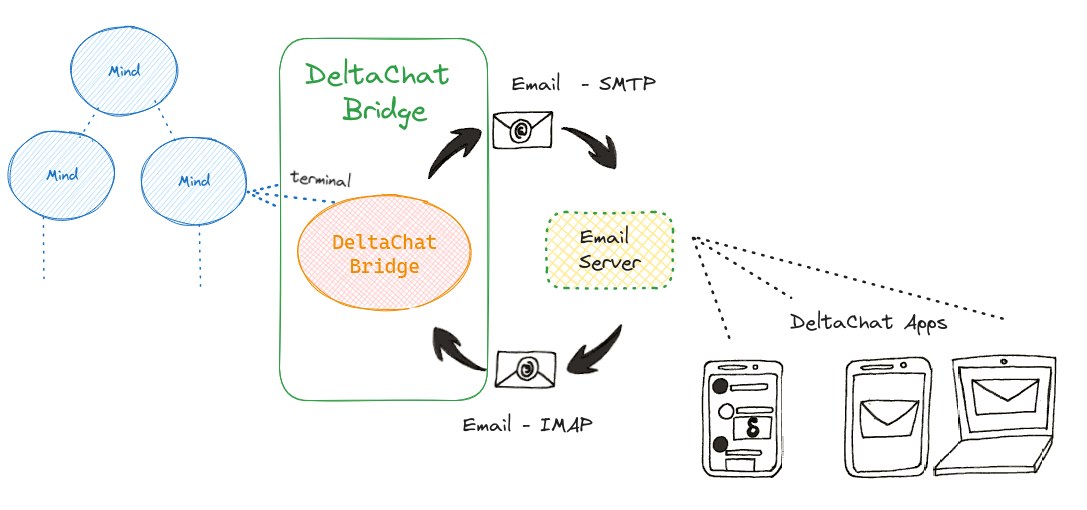 Mind
Mind
Mind
DeltaChat
Bridge
terminal
DeltaChat
Bridge
Email - SMTP
Email
Server
Email - IMAP
DeltaChat Apps
δ